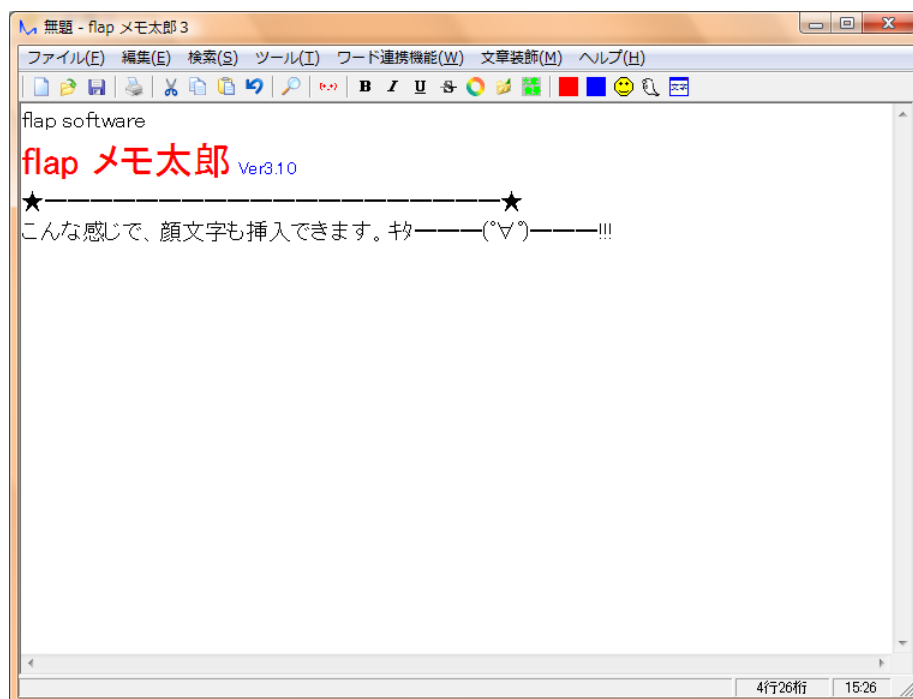 無題 - flap メモ太郎 3
ファイル(F) 編集(E) 検索(S) ツール(T) ワード連携機能(W) 文章装飾(M) ヘルプ(H)
B I U S
flap software
flap メモ太郎 Ver3.10
★━━━━━━━━━━━━━━━━━━━━★
こんな感じで、顔文字も挿入できます。ｷﾀ━━━(ﾟ∀ﾟ)━━━!!!
4行26桁 15:26